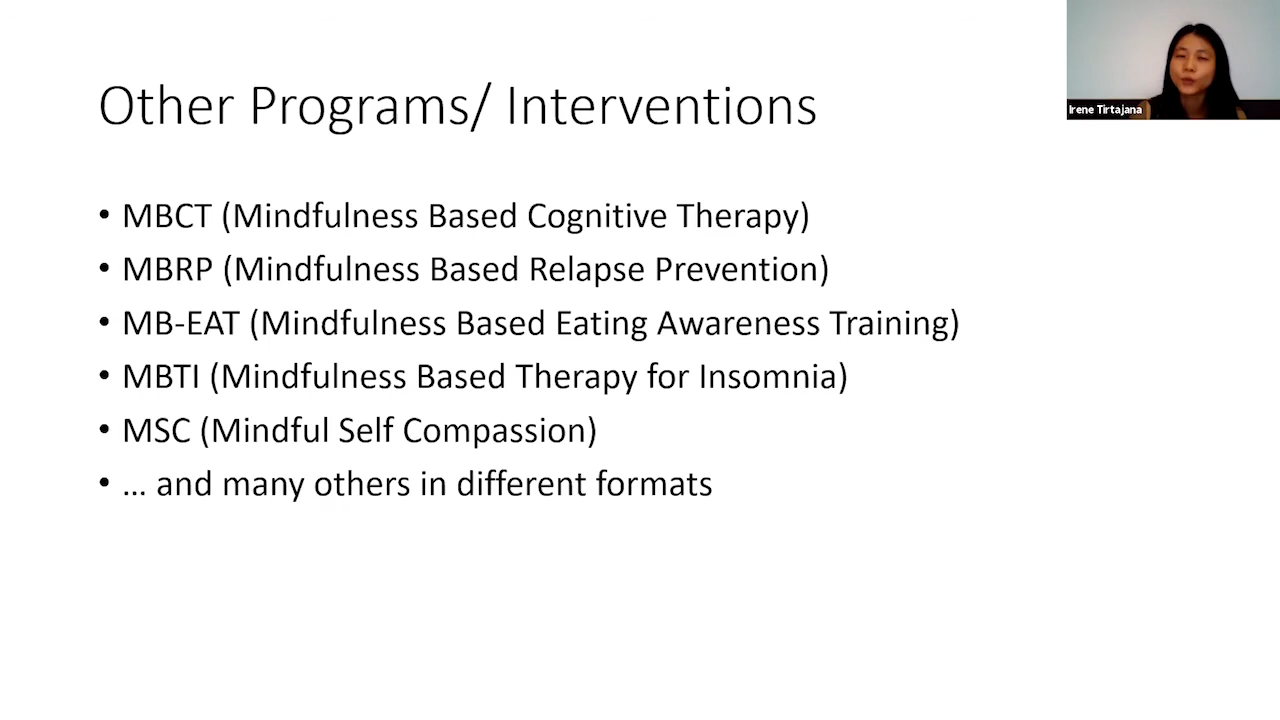 Other Programs/ Interventions
• MBCT (Mindfulness Based Cognitive Therapy)
• MBRP (Mindfulness Based Relapse Prevention)
• MB-EAT (Mindfulness Based Eating Awareness Training)
• MBTI (Mindfulness Based Therapy for Insomnia)
• MSC (Mindful Self Compassion)
• … and many others in different formats
Irene Tirtajana